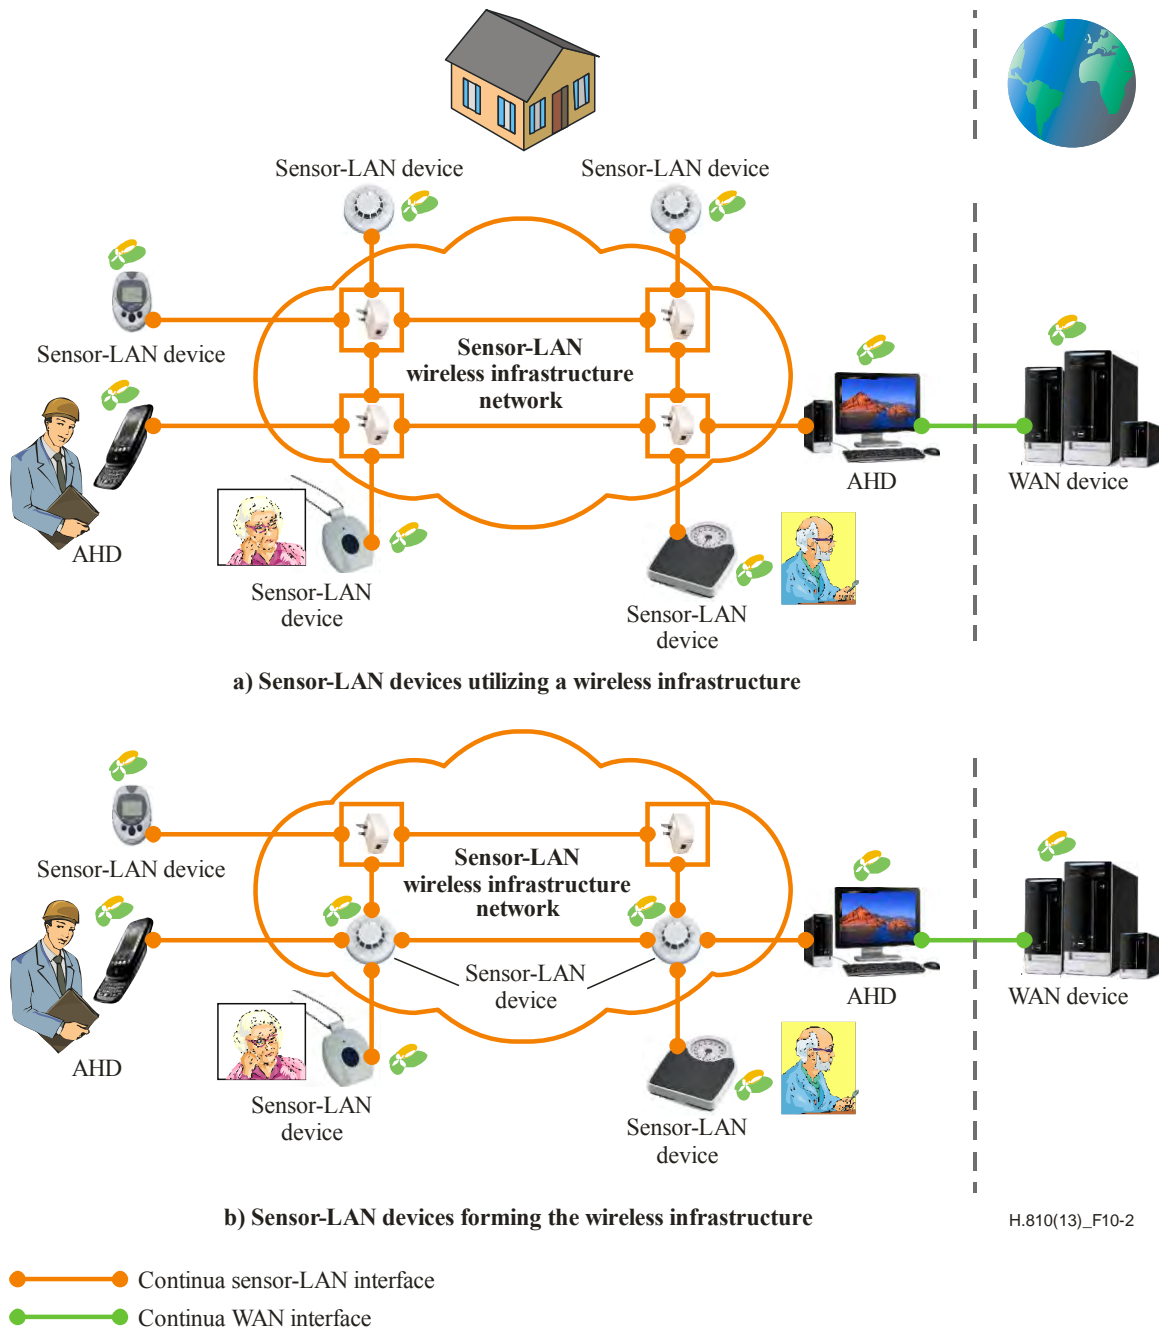 Sensor-LAN device
Sensor-LAN device
Sensor-LAN device
Sensor-LAN
wireless infrastructure
network
AHD
WAN device
AHD
Sensor-LAN
device
Sensor-LAN
device
a) Sensor-LAN devices utilizing a wireless infrastructure
Sensor-LAN device
Sensor-LAN
wireless infrastructure
network
Sensor-LAN
device
AHD
WAN device
AHD
Sensor-LAN
device
Sensor-LAN
device
b) Sensor-LAN devices forming the wireless infrastructure
H.810(13)_F10-2
Continua sensor-LAN interface
Continua WAN interface